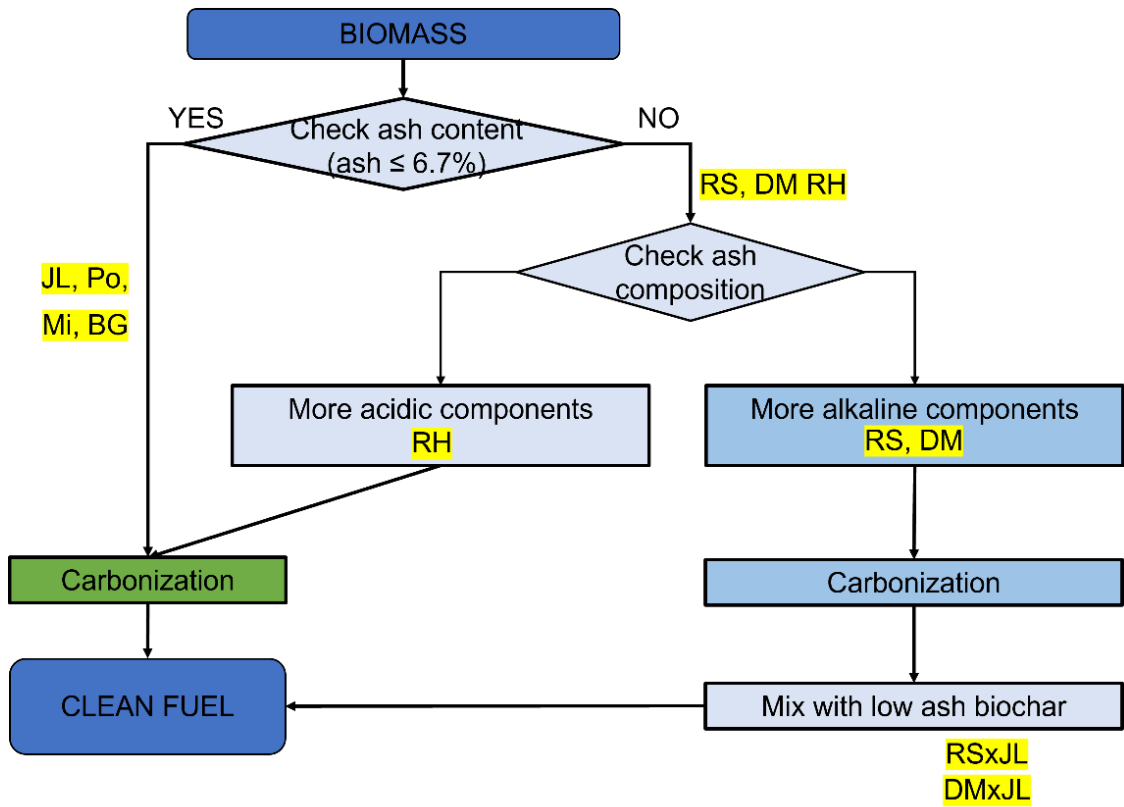 BIOMASS
YES
Check ash content
(ash ≤ 6.7%)
NO
RS, DM RH
Check ash
composition
JL, Po,
Mi, BG
More acidic components
RH
More alkaline components
RS, DM
Carbonization
Carbonization
CLEAN FUEL
Mix with low ash biochar
RSxJL
DMxJL